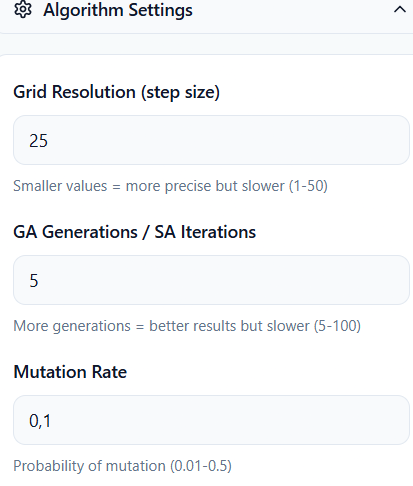 Algorithm Settings
Grid Resolution (step size)
25
Smaller values = more precise but slower (1-50)
GA Generations / SA Iterations
5
More generations = better results but slower (5-100)
Mutation Rate
0,1
Probability of mutation (0.01-0.5)